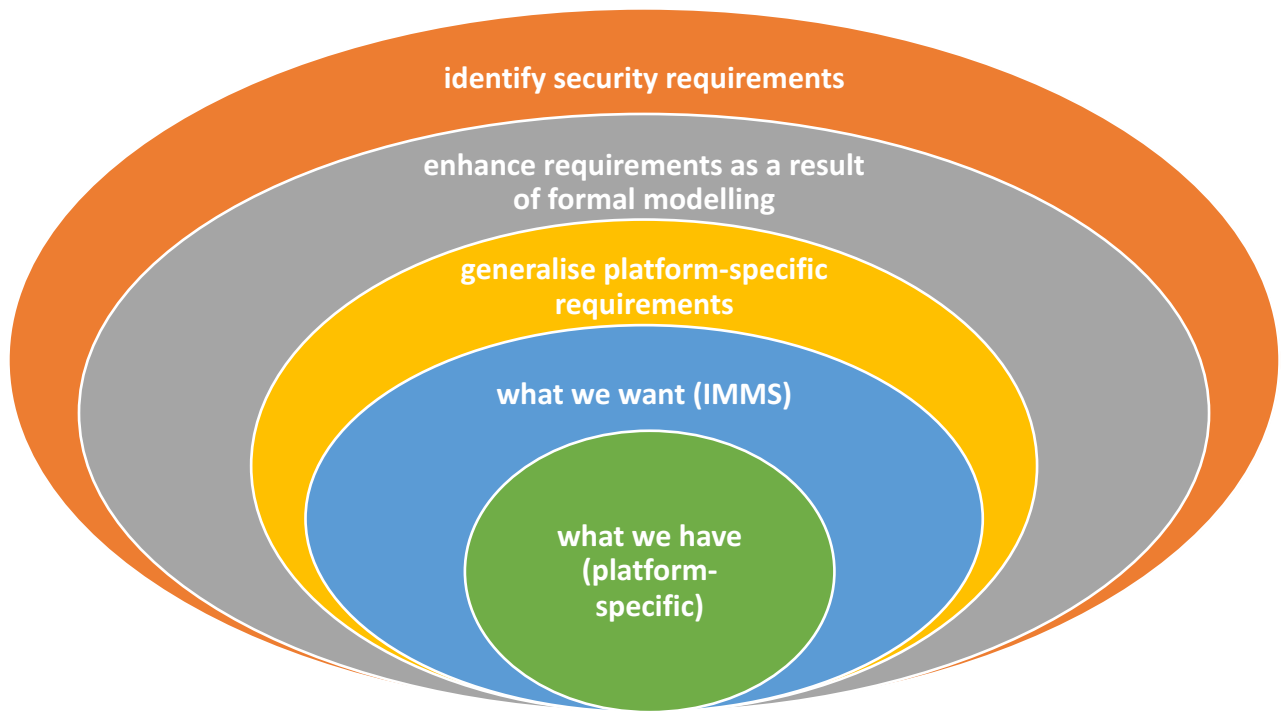 identify security requirements
enhance requirements as a result
of formal modelling
generalise platform-specific
requirements
what we want (IMMS)
what we have
(platform-
specific)